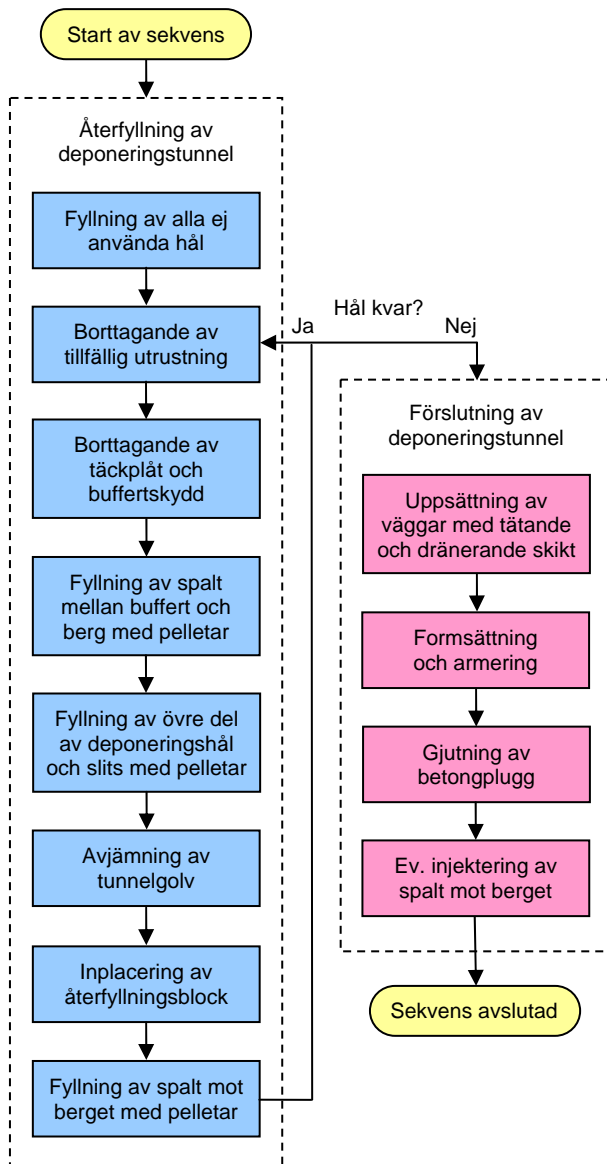 Start av sekvens
Återfyllning av
deponeringstunnel
Fyllning av alla ej
använda hål
Borttagande av
tillfällig utrustning
Borttagande av
täckplåt och
buffertskydd
Fyllning av spalt
mellan buffert och
berg med pelletar
Fyllning av övre del
av deponeringshål
och slits med pelletar
Avjämning av
tunnelgolv
Inplacering av
återfyllningsblock
Fyllning av spalt mot
berget med pelletar
Hål kvar?
Ja
Nej
Förslutning av
deponeringstunnel
Uppsättning av
väggar med tätande
och dränerande skikt
Formsättning
och armering
Gjutning av
betongplugg
Ev. injektering av
spalt mot berget
Sekvens avslutad